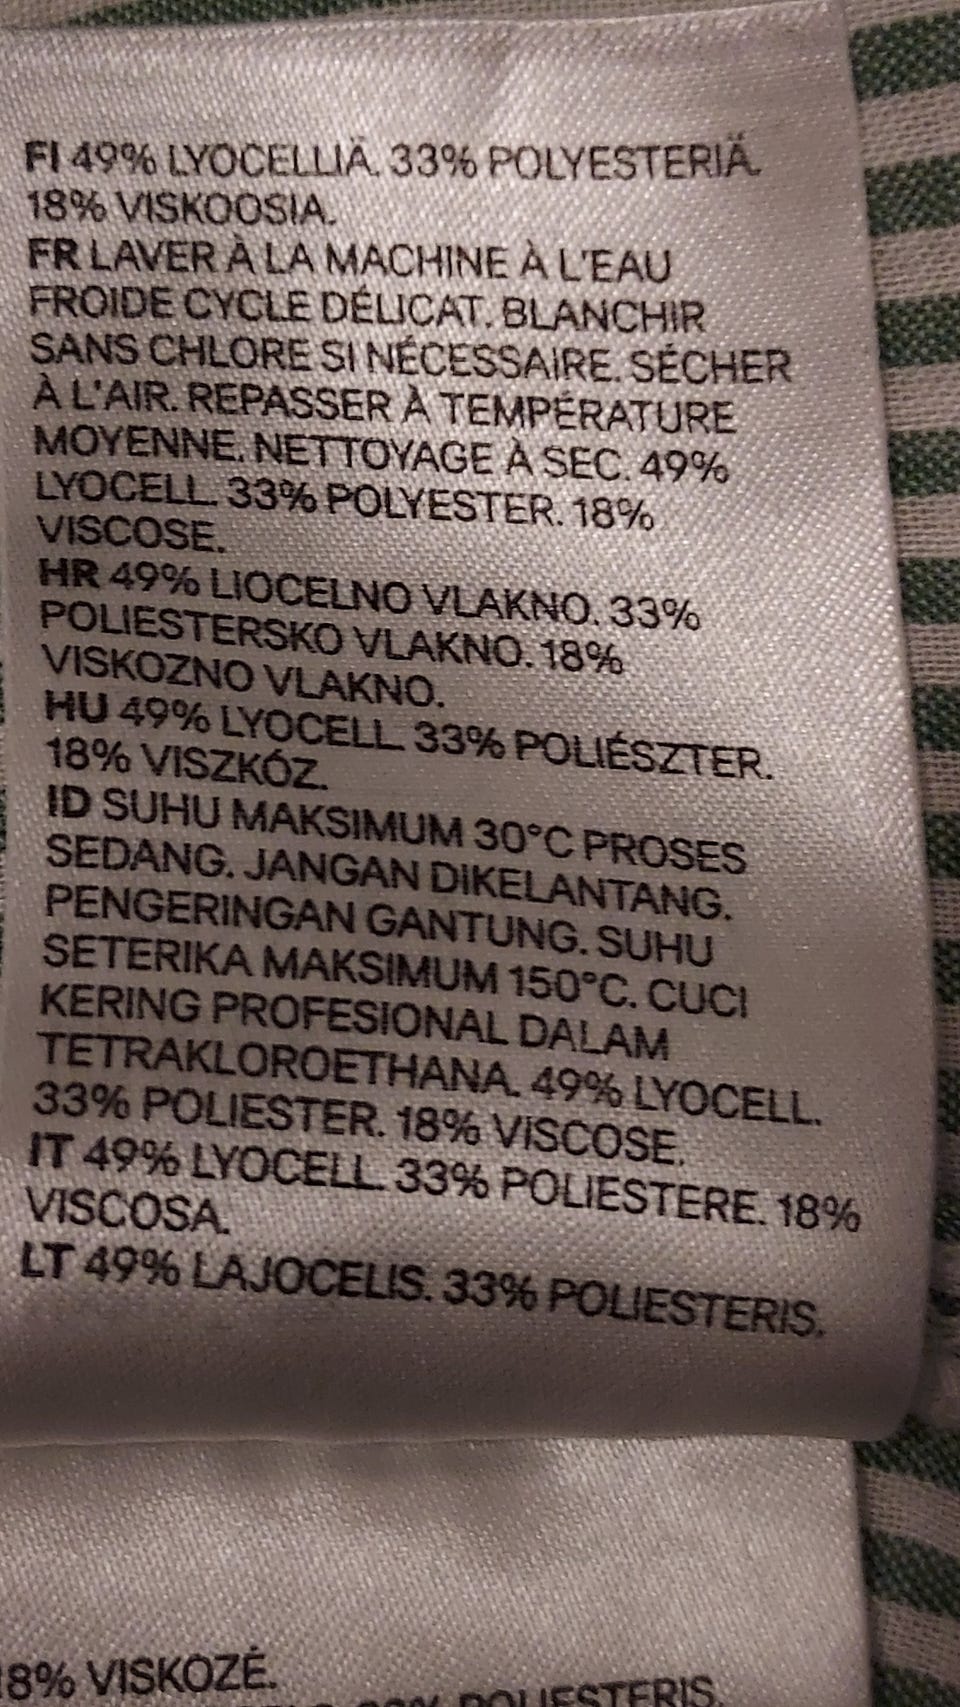 FI 49% LYOCELLIÄ. 33% POLYESTERIÄ.
18% VISKOOSIA.
FR LAVER À LA MACHINE À L'EAU
FROIDE CYCLE DÉLICAT. BLANCHIR
SANS CHLORE SI NÉCESSAIRE. SÉCHER
À L'AIR. REPASSER À TEMPÉRATURE
MOYENNE. NETTOYAGE À SEC. 49%
LYOCELL. 33% POLYESTER. 18%
VISCOSE.
HR 49% LIOCELNO VLAKNO. 33%
POLIESTERSKO VLAKNO. 18%
VISKOZNO VLAKNO.
HU 49% LYOCELL. 33% POLIÉSZTER.
18% VISZKÓZ.
ID SUHU MAKSIMUM 30°C PROSES
SEDANG. JANGAN DIKELANTANG.
PENGERINGAN GANTUNG. SUHU
SETERIKA MAKSIMUM 150°C. CUCI
KERING PROFESIONAL DALAM
TETRAKLOROETHANA. 49% LYOCELL.
33% POLIESTER. 18% VISCOSE.
IT 49% LYOCELL. 33% POLIESTERE. 18%
VISCOSA.
LT 49% LAJOCELIS. 33% POLIESTERIS.
18% VISKOZĖ.
POLIESTERIS.